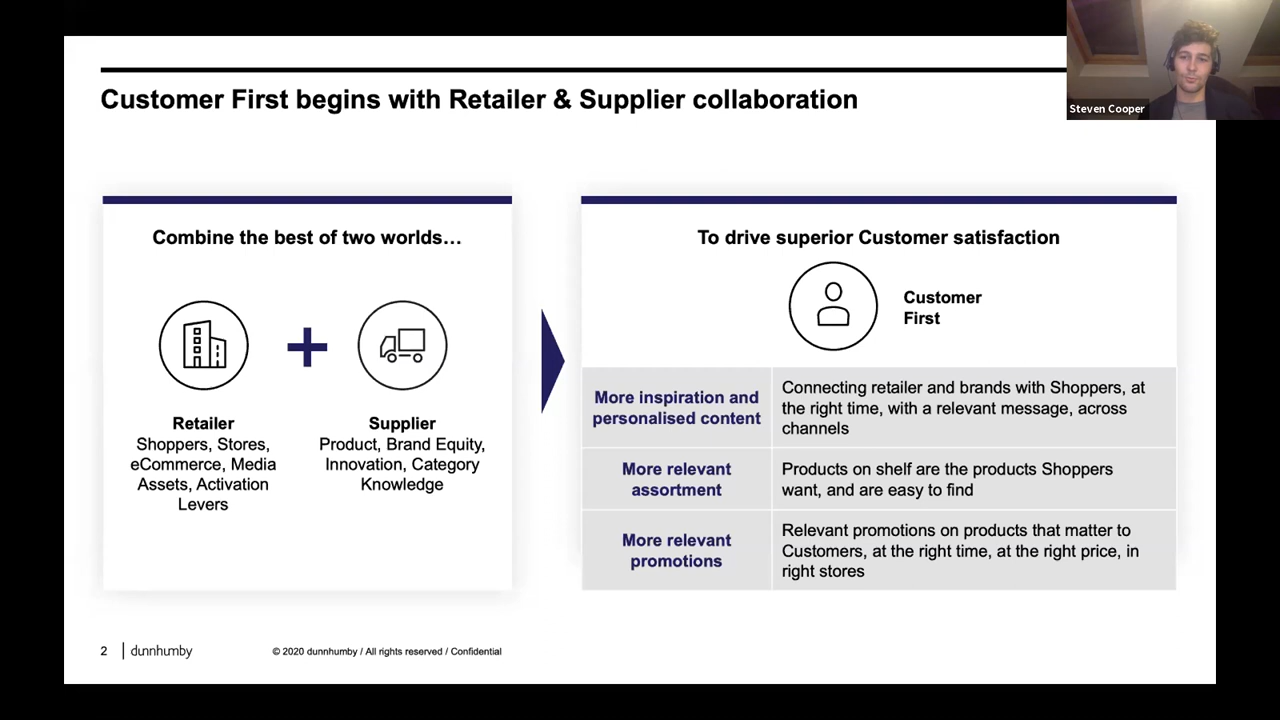 Customer First begins with Retailer & Supplier collaboration
Steven Cooper
Combine the best of two worlds…
Retailer
Shoppers, Stores,
eCommerce, Media
Assets, Activation
Levers
Supplier
Product, Brand Equity,
Innovation, Category
Knowledge
To drive superior Customer satisfaction
Customer
First
More inspiration and
personalised content
Connecting retailer and brands with Shoppers, at
the right time, with a relevant message, across
channels
More relevant
assortment
Products on shelf are the products Shoppers
want, and are easy to find
More relevant
promotions
Relevant promotions on products that matter to
Customers, at the right time, at the right price, in
right stores
2 | dunnhumby
© 2020 dunnhumby / All rights reserved / Confidential